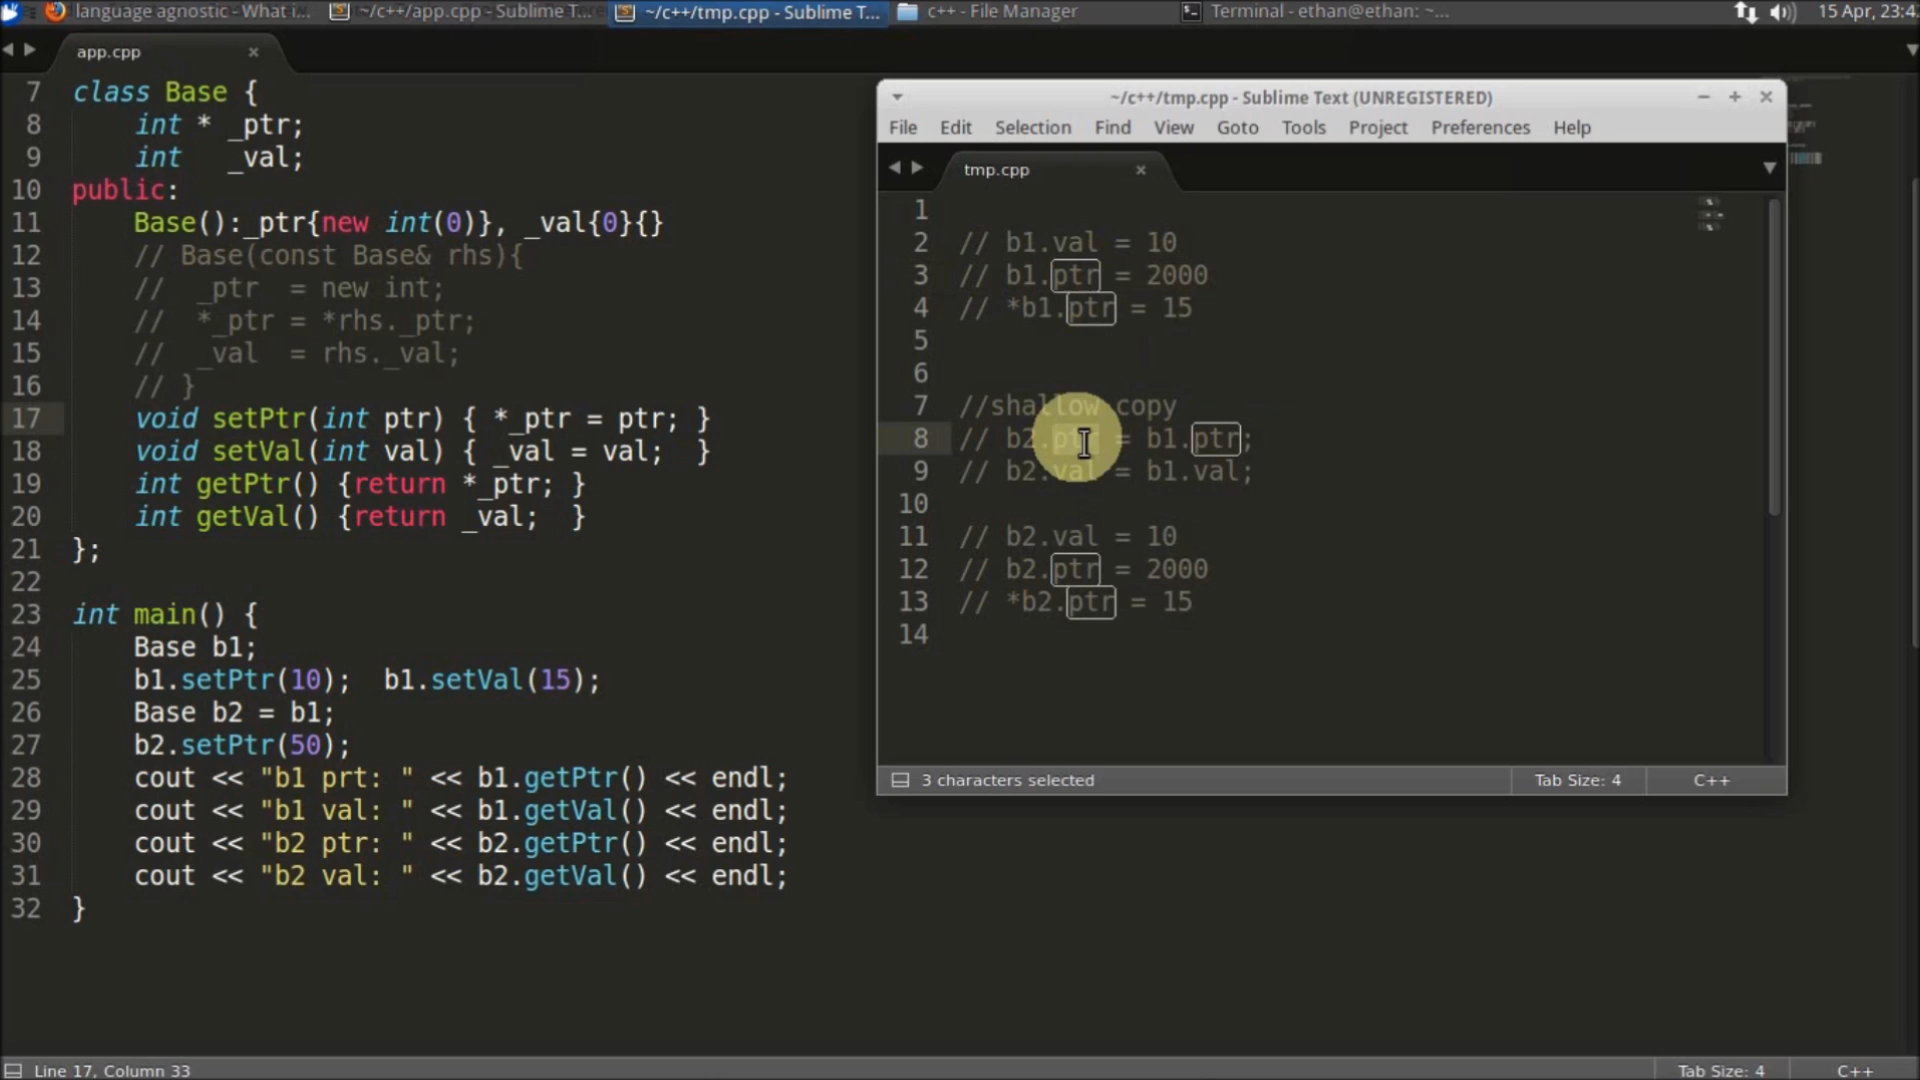 language agnostic - What i...
~/c++/app.cpp - Sublime T...
~/c++/tmp.cpp - Sublime T...
c++ - File Manager
Terminal - ethan@ethan: ~...
15 Apr, 23:4
app.cpp
7 class Base {
8 int * _ptr;
9 int _val;
10 public:
11 Base():_ptr{new int(0)}, _val{0}{}
12 // Base(const Base& rhs){
13 // _ptr = new int;
14 // *_ptr = *rhs._ptr;
15 // _val = rhs._val;
16 // }
17 void setPtr(int ptr) { *_ptr = ptr; }
18 void setVal(int val) { _val = val; }
19 int getPtr() {return *_ptr; }
20 int getVal() {return _val; }
21 };
22
23 int main() {
24 Base b1;
25 b1.setPtr(10); b1.setVal(15);
26 Base b2 = b1;
27 b2.setPtr(50);
28 cout << "b1 prt: " << b1.getPtr() << endl;
29 cout << "b1 val: " << b1.getVal() << endl;
30 cout << "b2 ptr: " << b2.getPtr() << endl;
31 cout << "b2 val: " << b2.getVal() << endl;
32 }
~/c++/tmp.cpp - Sublime Text (UNREGISTERED)
File Edit Selection Find View Goto Tools Project Preferences Help
tmp.cpp
1
2 // b1.val = 10
3 // b1.ptr = 2000
4 // *b1.ptr = 15
5
6
7 //shallow copy
8 // b2.ptr = b1.ptr;
9 // b2.val = b1.val;
10
11 // b2.val = 10
12 // b2.ptr = 2000
13 // *b2.ptr = 15
14
3 characters selected
Tab Size: 4
C++
Line 17, Column 33
Tab Size: 4
C++